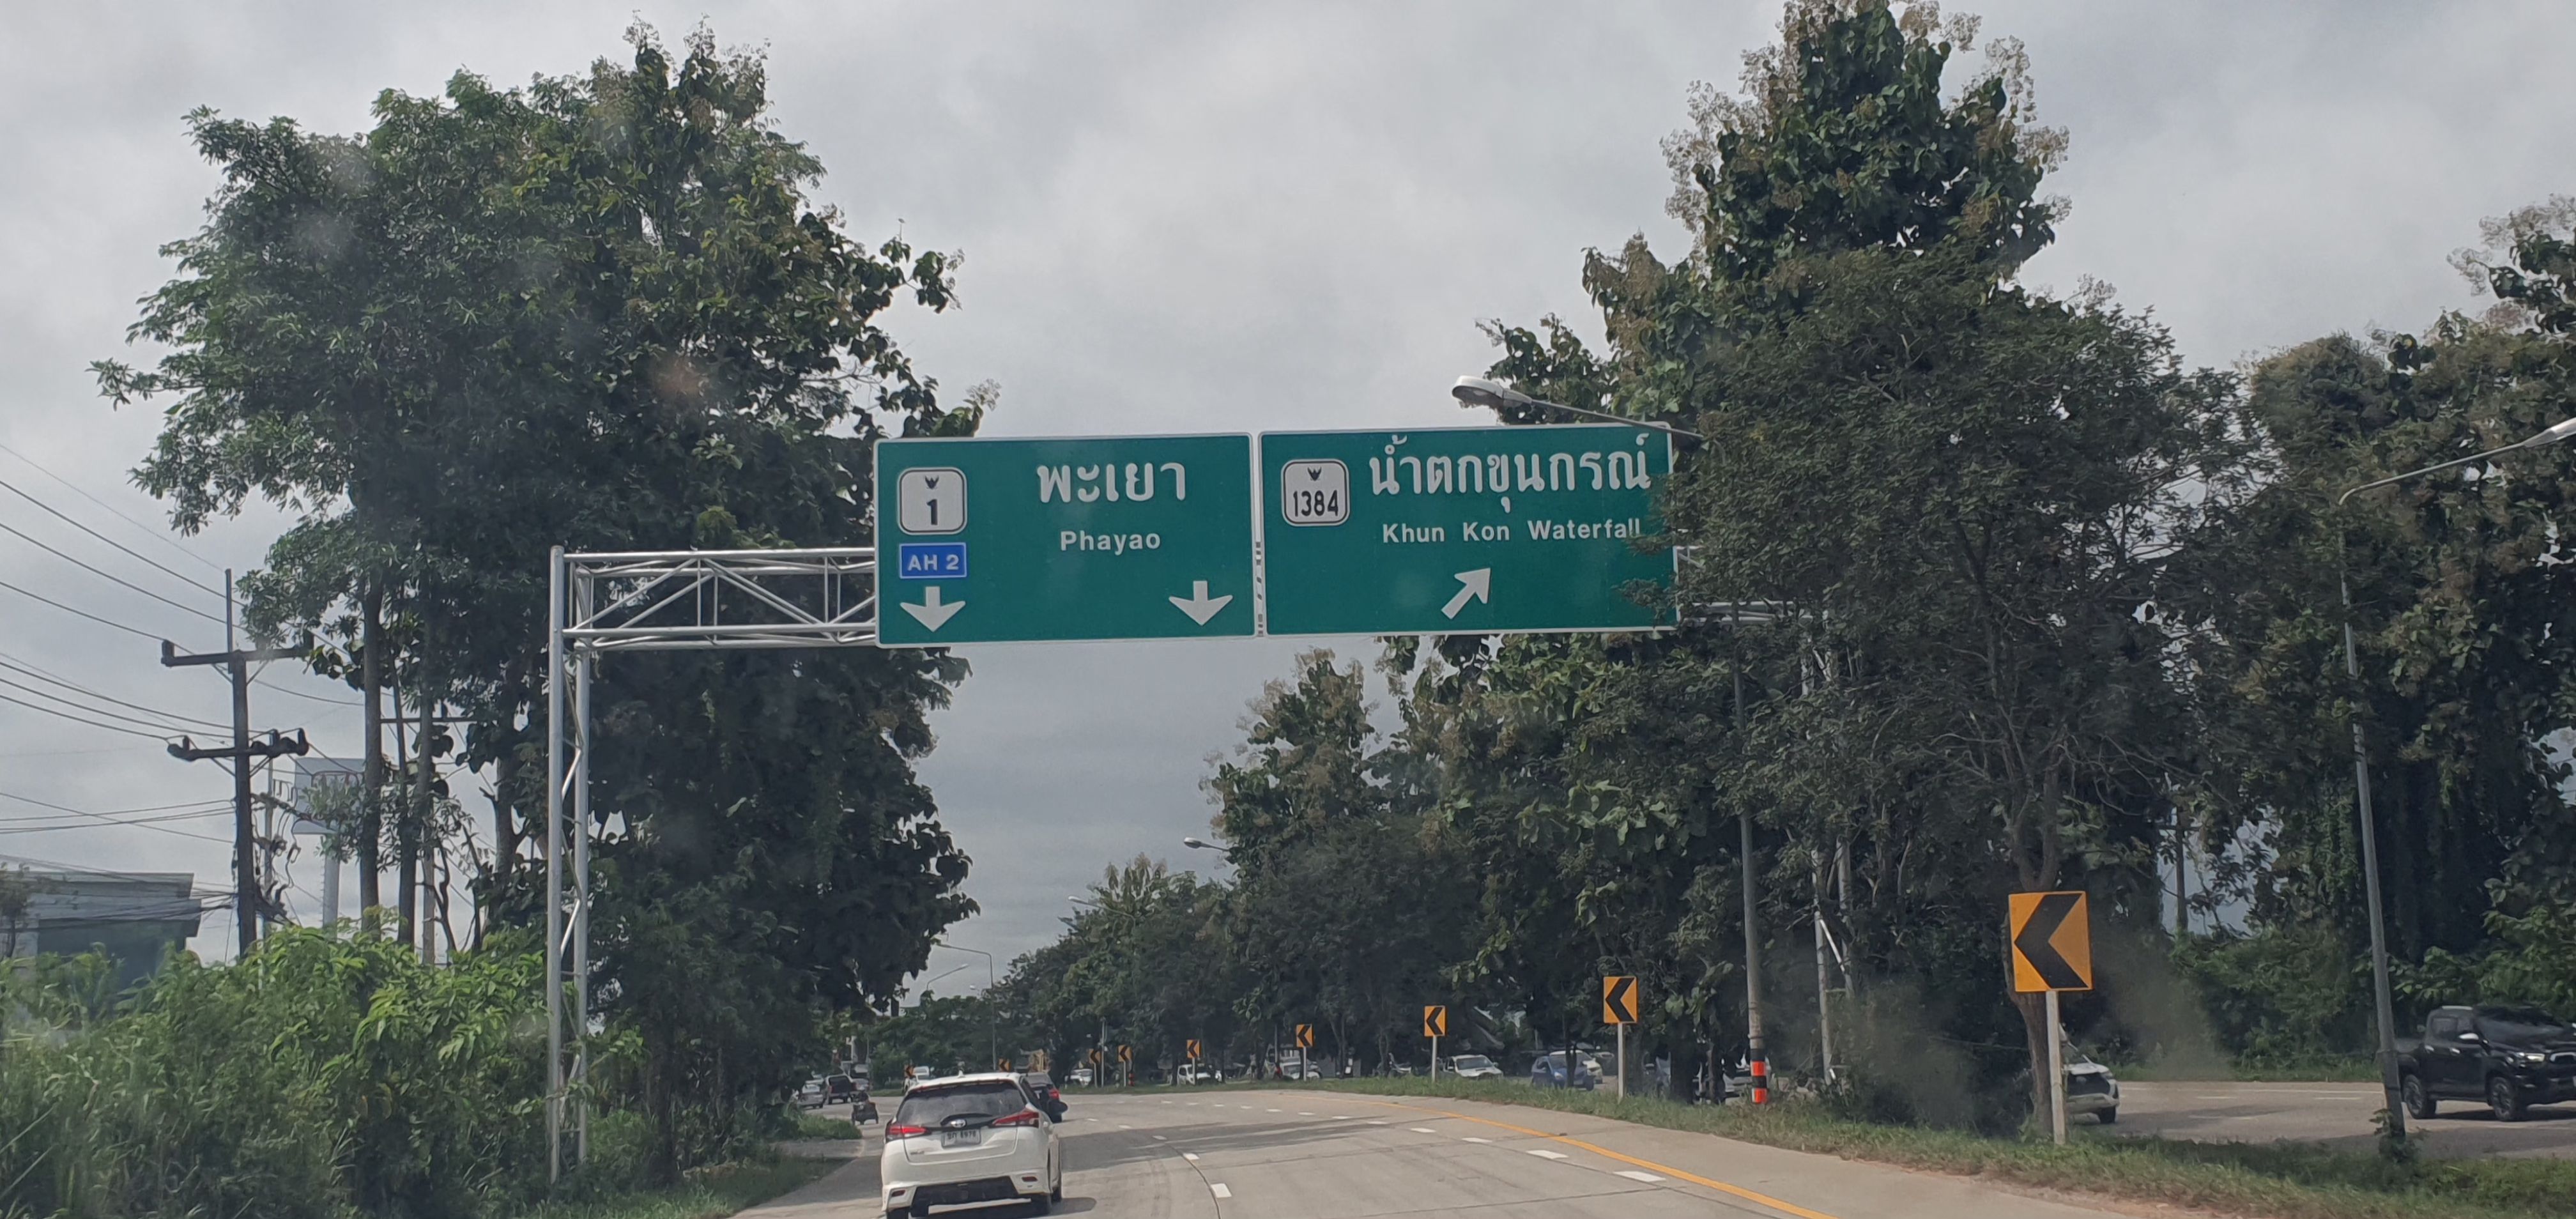 1
พะเยา
Phayao
AH 2
1384
น้ำตกขุนกรณ์
Khun Kon Waterfall